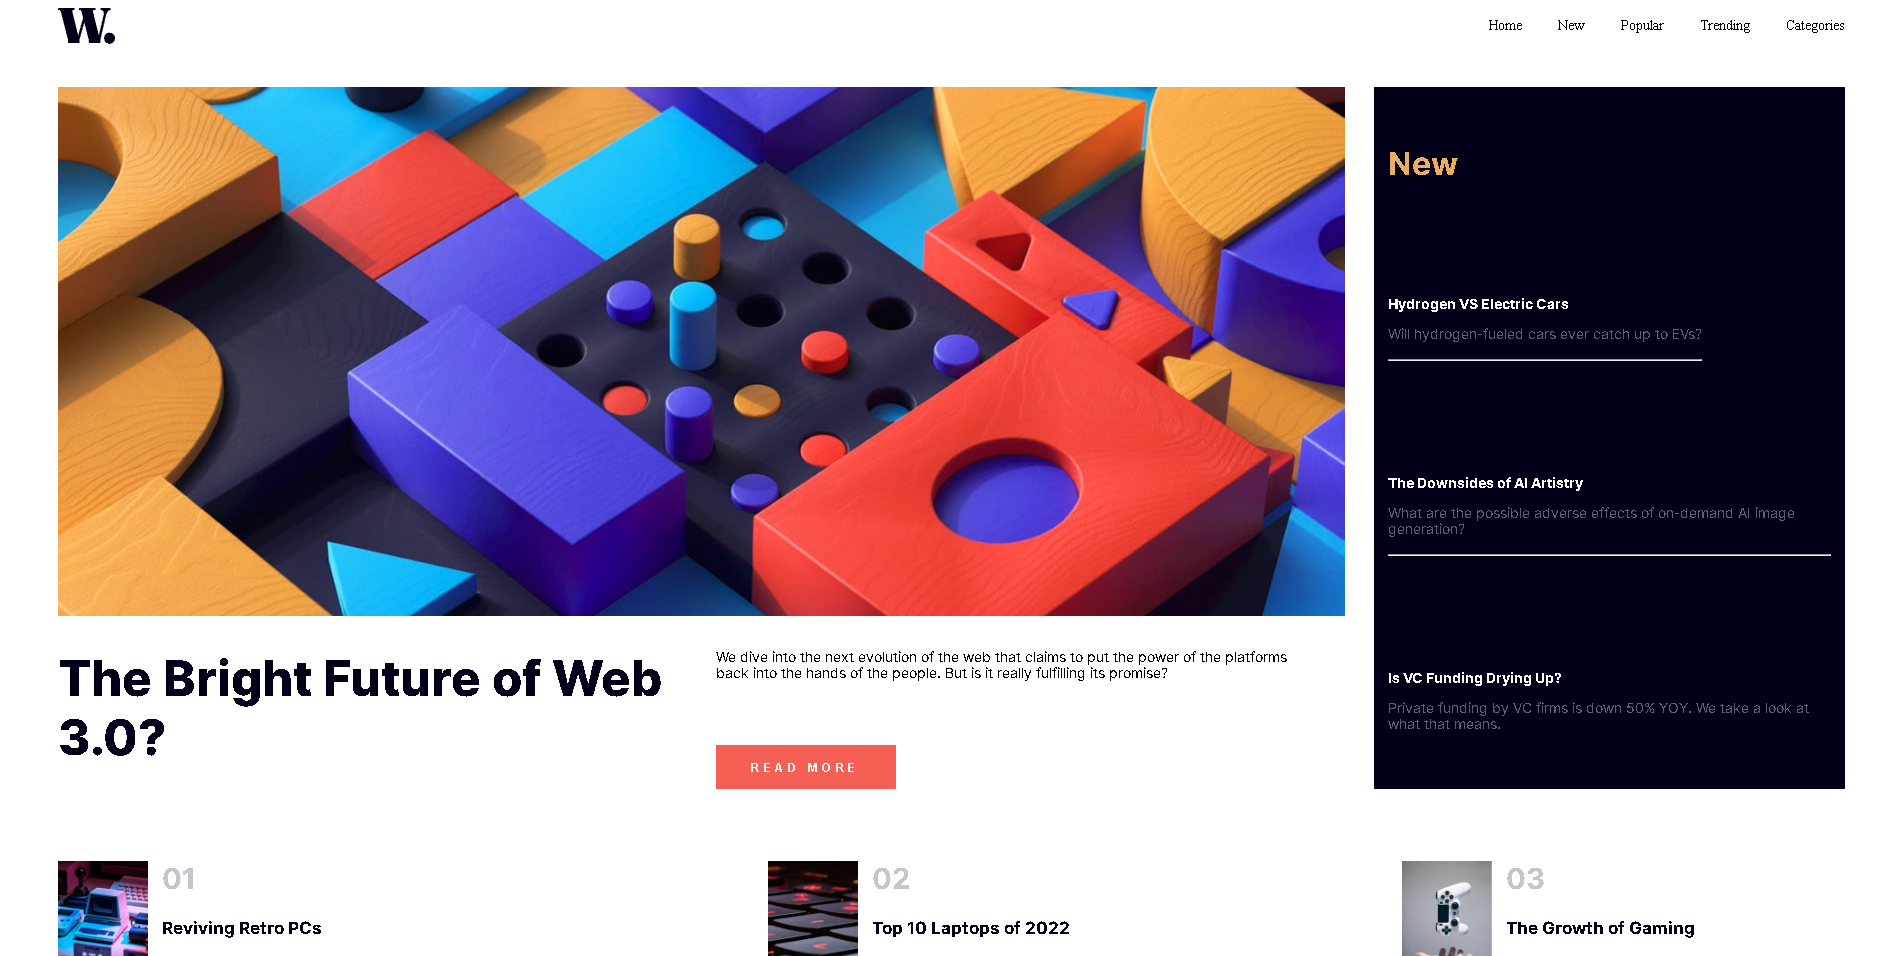 W.
Home
New
Popular
Trending
Categories
New
Hydrogen VS Electric Cars
Will hydrogen-fueled cars ever catch up to EVs?
The Downsides of AI Artistry
What are the possible adverse effects of on-demand AI image
generation?
Is VC Funding Drying Up?
Private funding by VC firms is down 50% YOY. We take a look at
what that means.
The Bright Future of Web
3.0?
We dive into the next evolution of the web that claims to put the power of the platforms
back into the hands of the people. But is it really fulfilling its promise?
READ MORE
01
Reviving Retro PCs
02
Top 10 Laptops of 2022
03
The Growth of Gaming